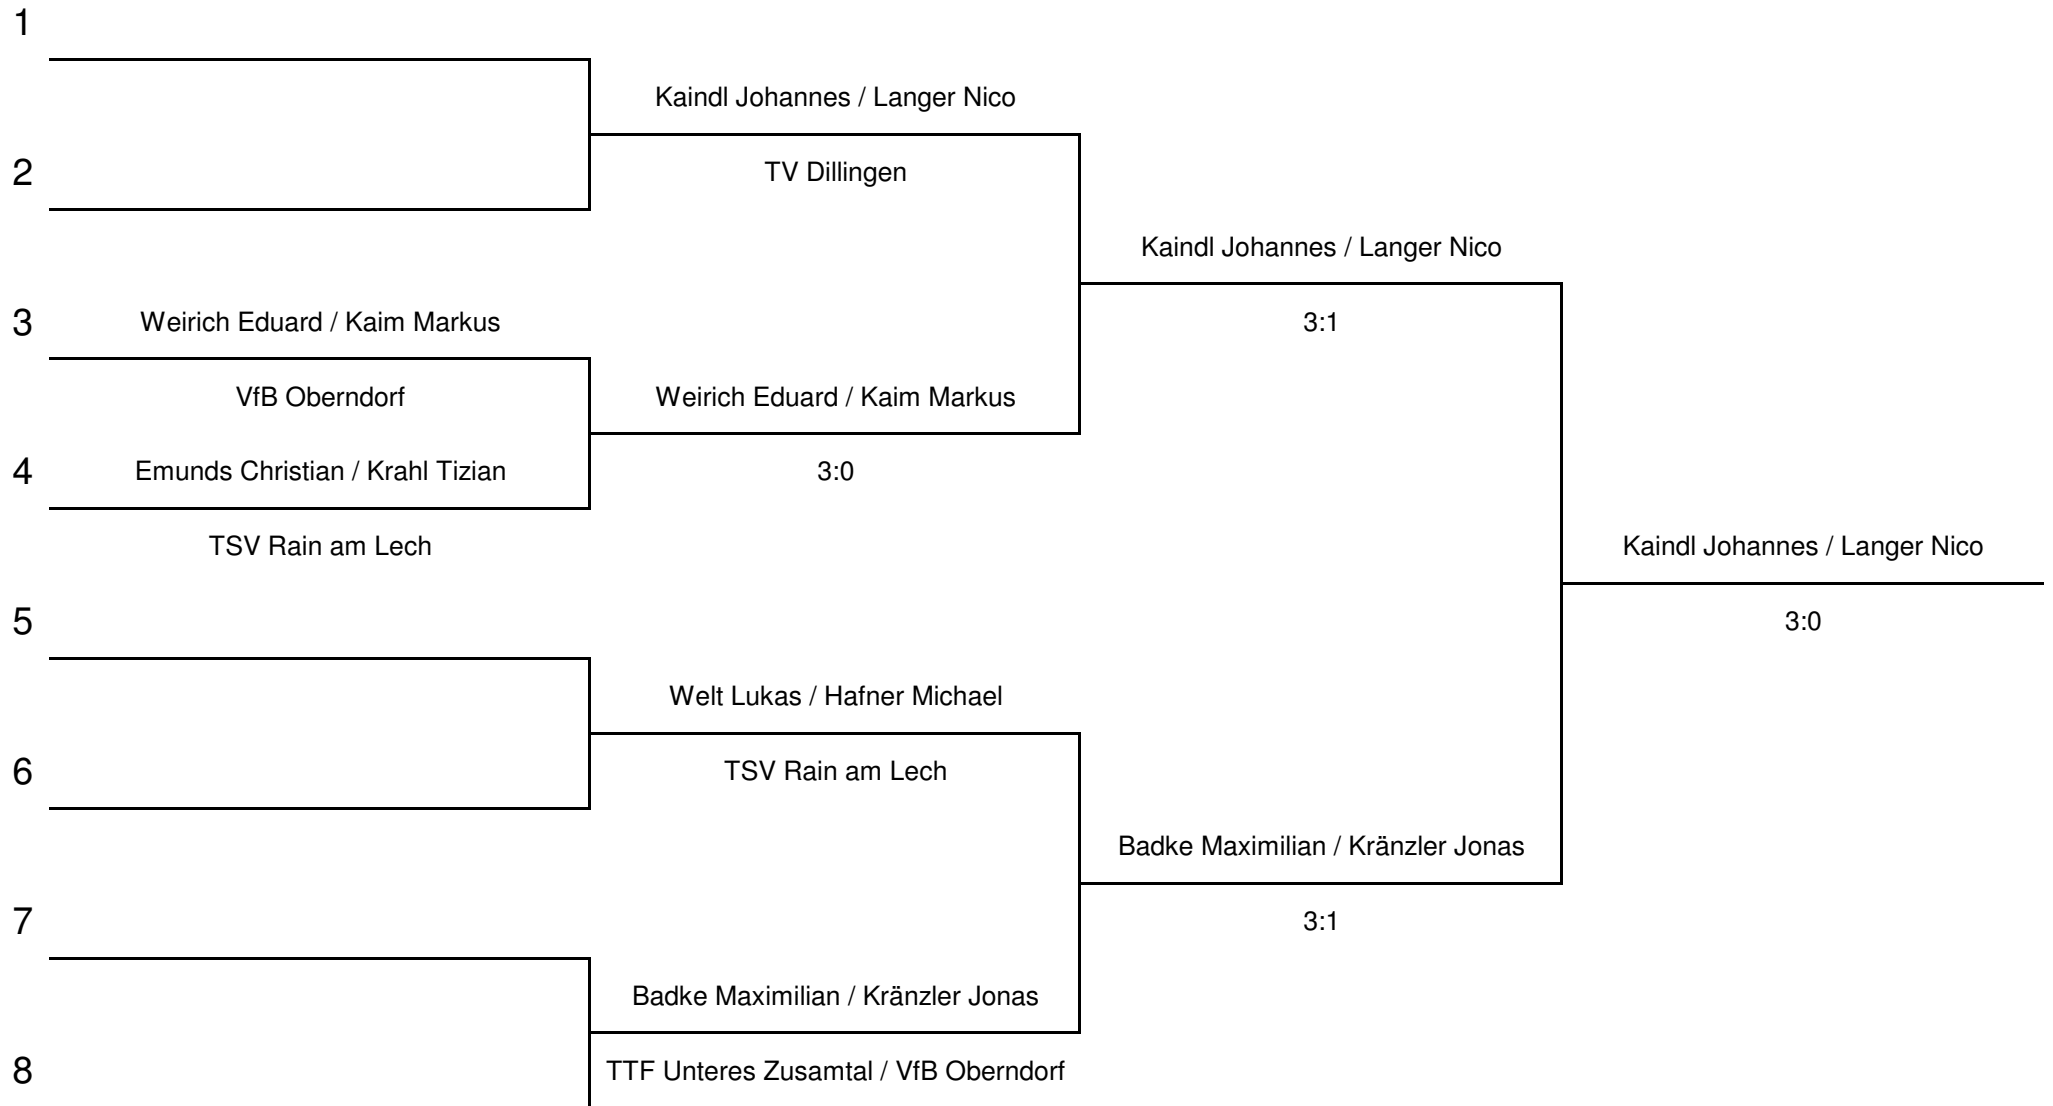 1
Kaindl Johannes / Langer Nico
2
TV Dillingen
Kaindl Johannes / Langer Nico
3
Weirich Eduard / Kaim Markus
3:1
VfB Oberndorf
Weirich Eduard / Kaim Markus
4
Emunds Christian / Krahl Tizian
3:0
TSV Rain am Lech
Kaindl Johannes / Langer Nico
5
3:0
Welt Lukas / Hafner Michael
6
TSV Rain am Lech
Badke Maximilian / Kränzler Jonas
7
3:1
Badke Maximilian / Kränzler Jonas
8
TTF Unteres Zusamtal / VfB Oberndorf